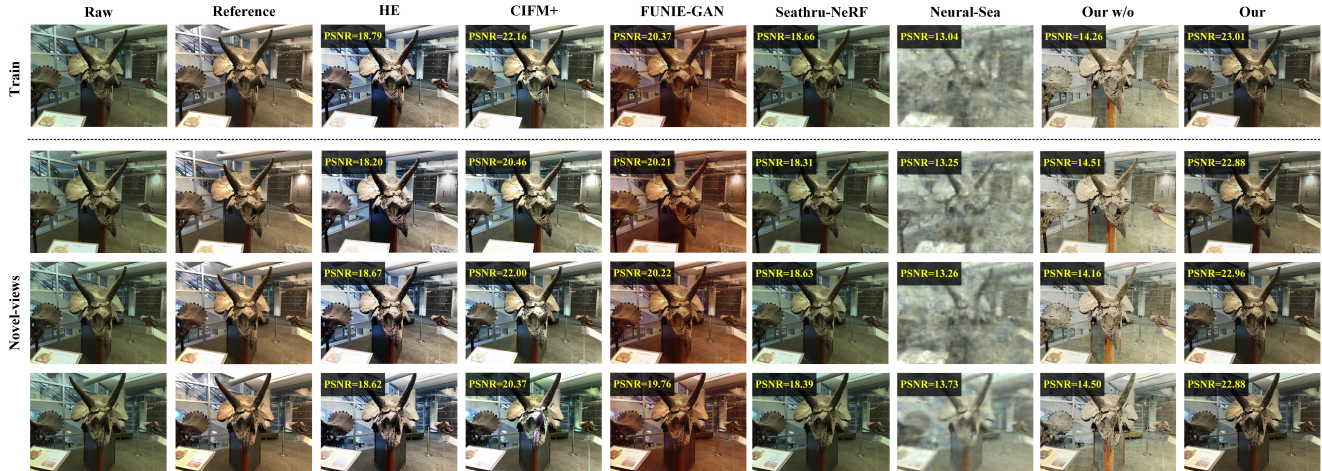 Raw Reference HE CIFM+ FUNIE-GAN Seathru-NeRF Neural-Sea Our w/o Our
Train
PSNR=18.79 PSNR=22.16 PSNR=20.37 PSNR=18.66 PSNR=13.04 PSNR=14.26 PSNR=23.01
Novel-views
PSNR=18.20 PSNR=20.46 PSNR=20.21 PSNR=18.31 PSNR=13.25 PSNR=14.51 PSNR=22.88
PSNR=18.67 PSNR=22.00 PSNR=20.22 PSNR=18.63 PSNR=13.26 PSNR=14.16 PSNR=22.96
PSNR=18.62 PSNR=20.37 PSNR=19.76 PSNR=18.39 PSNR=13.73 PSNR=14.50 PSNR=22.88